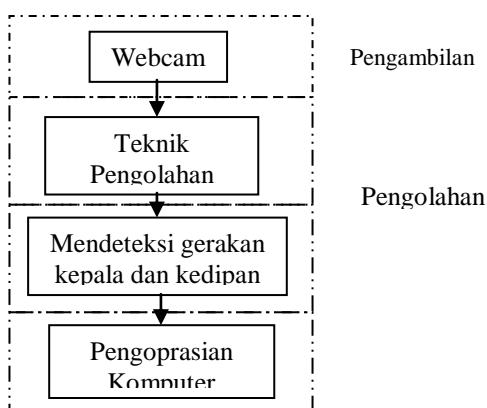 Webcam
Pengambilan
Teknik
Pengolahan
Pengolahan
Mendeteksi gerakan
kepala dan kedipan
Pengoprasian
Komputer